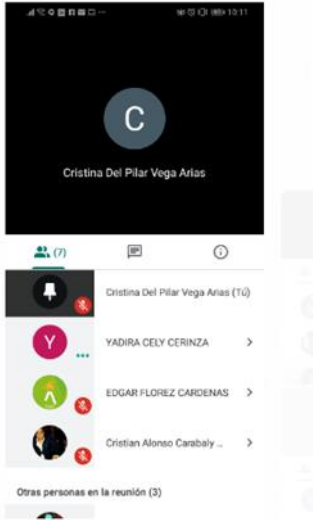 10:11
C
Cristina Del Pilar Vega Arias
(7)
Cristina Del Pilar Vega Arias (Tú)
Y
YADIRA CELY CERINZA
EDGAR FLOREZ CARDENAS
Cristian Alonso Carabaly ..
Otras personas en la reunión (3)